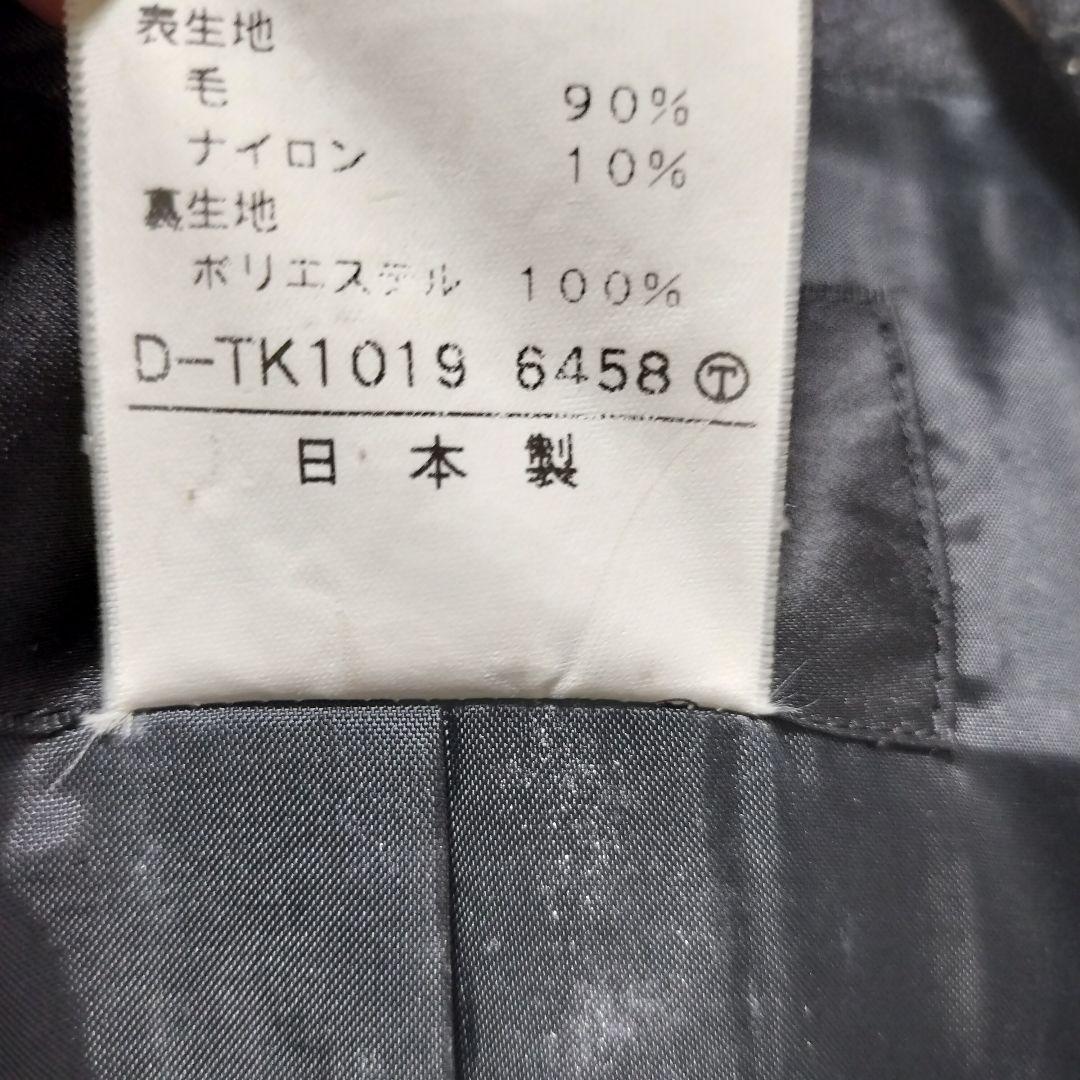 表生地
毛 90%
ナイロン 10%
裏生地
ポリエステル 100%
D-TK1019 6458 Ⓣ
日本製